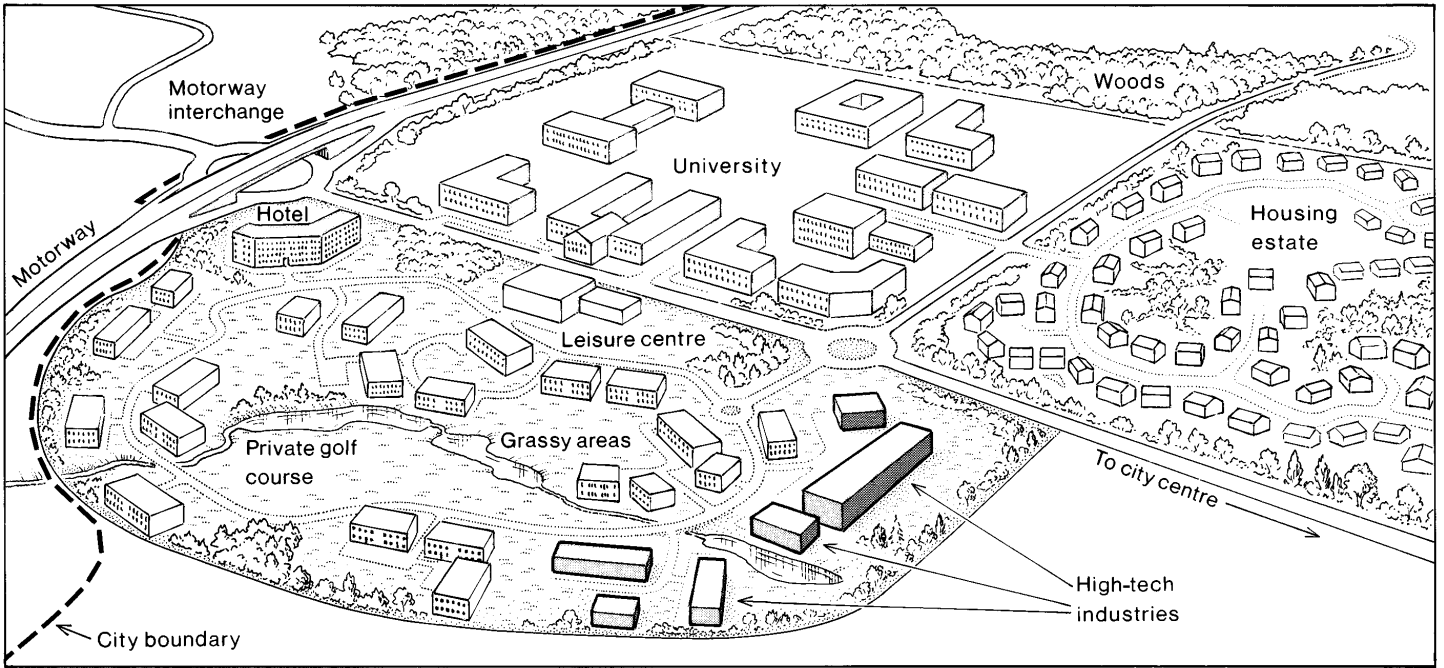 Motorway
interchange
Woods
University
Hotel
Housing
estate
Motorway
Leisure centre
Grassy areas
Private golf
course
To city centre
High-tech
industries
City boundary